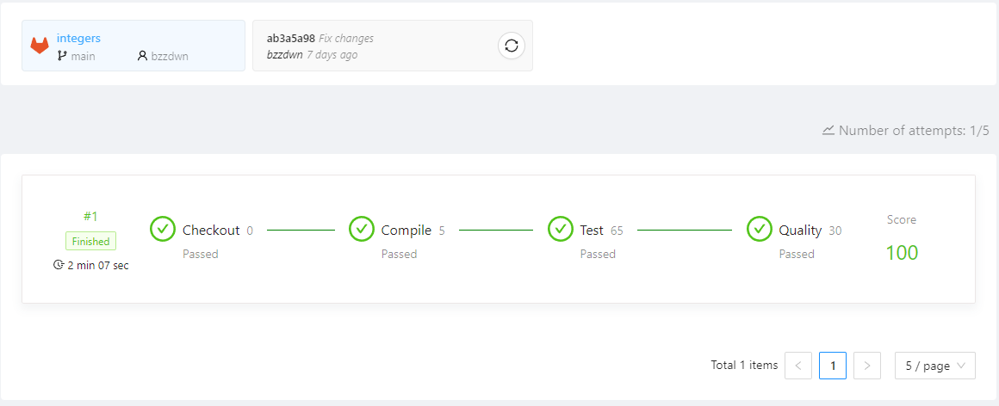 integers
main bzzdwn
ab3a5a98 Fix changes
bzzdwn 7 days ago
Number of attempts: 1/5
#1
Finished
2 min 07 sec
Checkout 0
Passed
Compile 5
Passed
Test 65
Passed
Quality 30
Passed
Score
100
Total 1 items < 1 > 5 / page